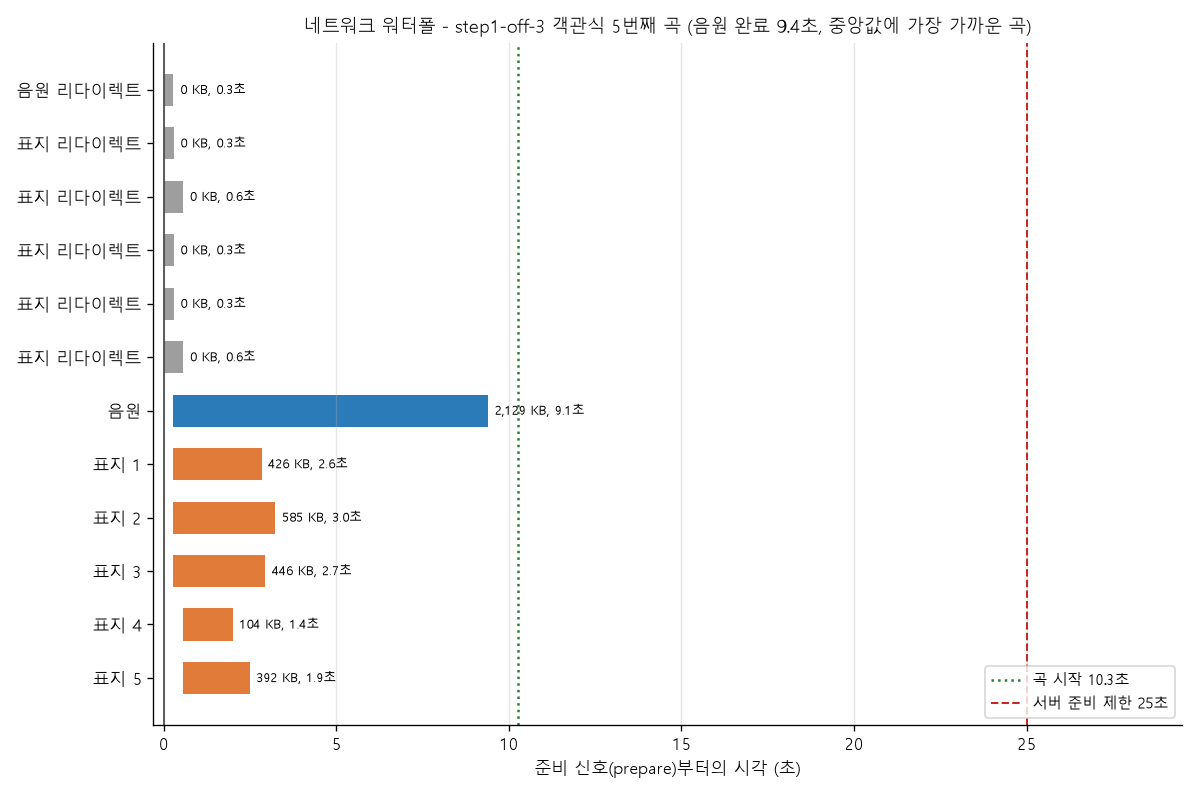 네트워크 워터폴 - step1-off-3 객관식 5번째 곡 (음원 완료 9.4초, 중앙값에 가장 가까운 곡)
음원 리다이렉트
0 KB, 0.3초
표지 리다이렉트
0 KB, 0.3초
표지 리다이렉트
0 KB, 0.6초
표지 리다이렉트
0 KB, 0.3초
표지 리다이렉트
0 KB, 0.3초
표지 리다이렉트
0 KB, 0.6초
음원
2,129 KB, 9.1초
표지 1
426 KB, 2.6초
표지 2
585 KB, 3.0초
표지 3
446 KB, 2.7초
표지 4
104 KB, 1.4초
표지 5
392 KB, 1.9초
곡 시작 10.3초
서버 준비 제한 25초
0 5 10 15 20 25
준비 신호(prepare)부터의 시각 (초)